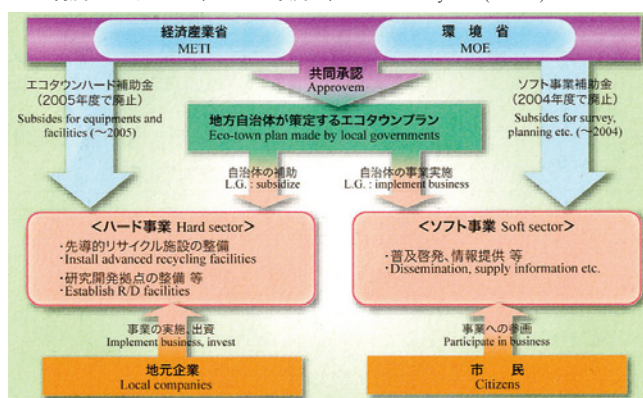 経済産業省
METI
環 境 省
MOE
共同承認
Approvem
エコタウンハード補助金
(2005年度で廃止)
Subsides for equipments and
facilities (～2005)
ソフト事業補助金
(2004年度で廃止)
Subsides for survey,
planning etc. (～2004)
地方自治体が策定するエコタウンプラン
Eco-town plan made by local governments
自治体の補助
L.G. : subsidize
自治体の事業実施
L.G. : implement business
＜ハード事業 Hard sector＞
・先導的リサイクル施設の整備
・Install advanced recycling facilities
・研究開発拠点の整備 等
・Establish R/D facilities
＜ソフト事業 Soft sector＞
・普及啓発、情報提供 等
・Dissemination, supply information etc.
事業の実施、出資
Implement business, invest
事業への参画
Participate in business
地元企業
Local companies
市 民
Citizens